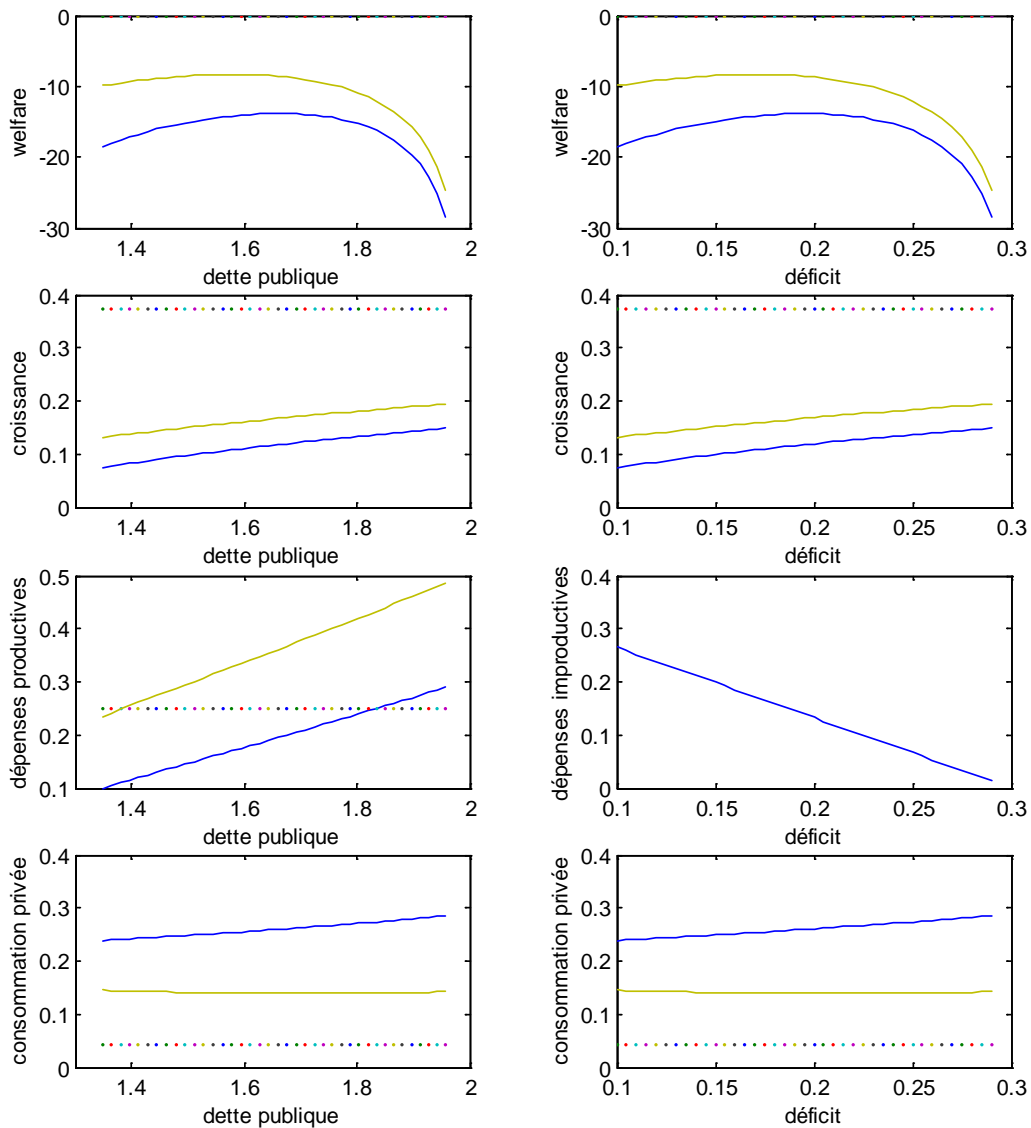 0
-10
-20
-30
welfare
1.4 1.6 1.8 2
dette publique
0
-10
-20
-30
welfare
0.1 0.15 0.2 0.25 0.3
déficit
0.4
0.3
0.2
0.1
0
croissance
1.4 1.6 1.8 2
dette publique
0.4
0.3
0.2
0.1
0
croissance
0.1 0.15 0.2 0.25 0.3
déficit
0.5
0.4
0.3
0.2
0.1
dépenses productives
1.4 1.6 1.8 2
dette publique
0.4
0.3
0.2
0.1
0
dépenses improductives
0.1 0.15 0.2 0.25 0.3
déficit
0.4
0.3
0.2
0.1
0
consommation privée
1.4 1.6 1.8 2
dette publique
0.4
0.3
0.2
0.1
0
consommation privée
0.1 0.15 0.2 0.25 0.3
déficit